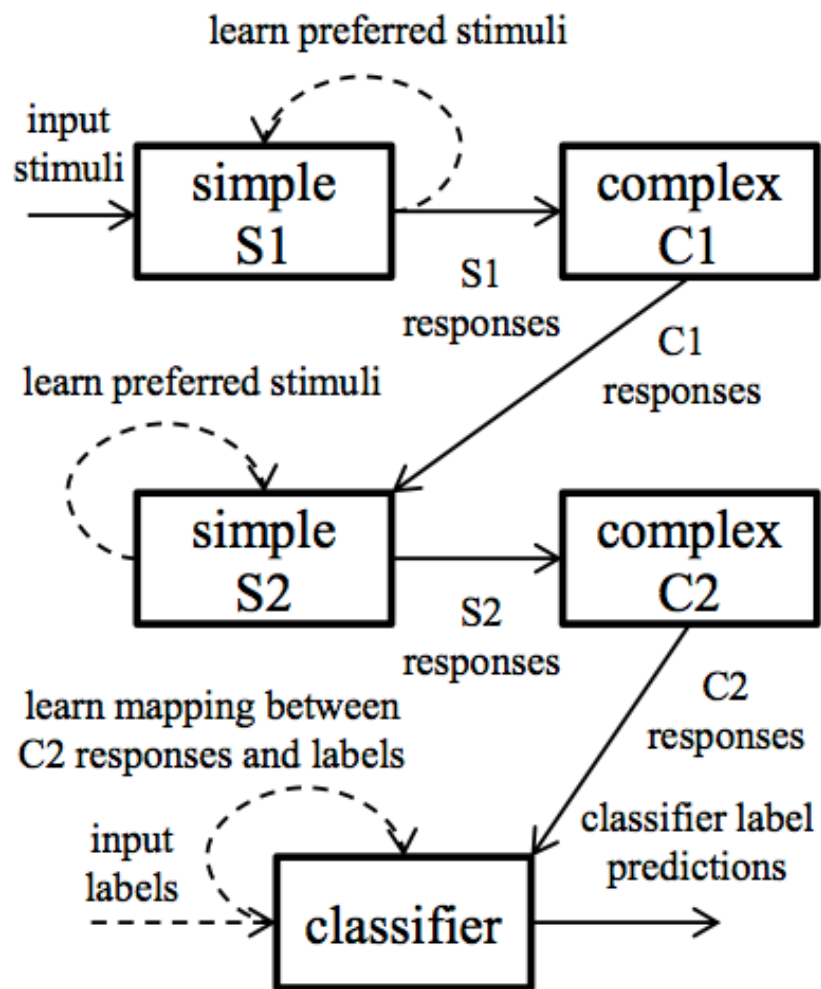 learn preferred stimuli
input
stimuli
simple
S1
complex
C1
S1
responses
C1
responses
learn preferred stimuli
simple
S2
complex
C2
S2
responses
C2
responses
learn mapping between
C2 responses and labels
input
labels
classifier
classifier label
predictions